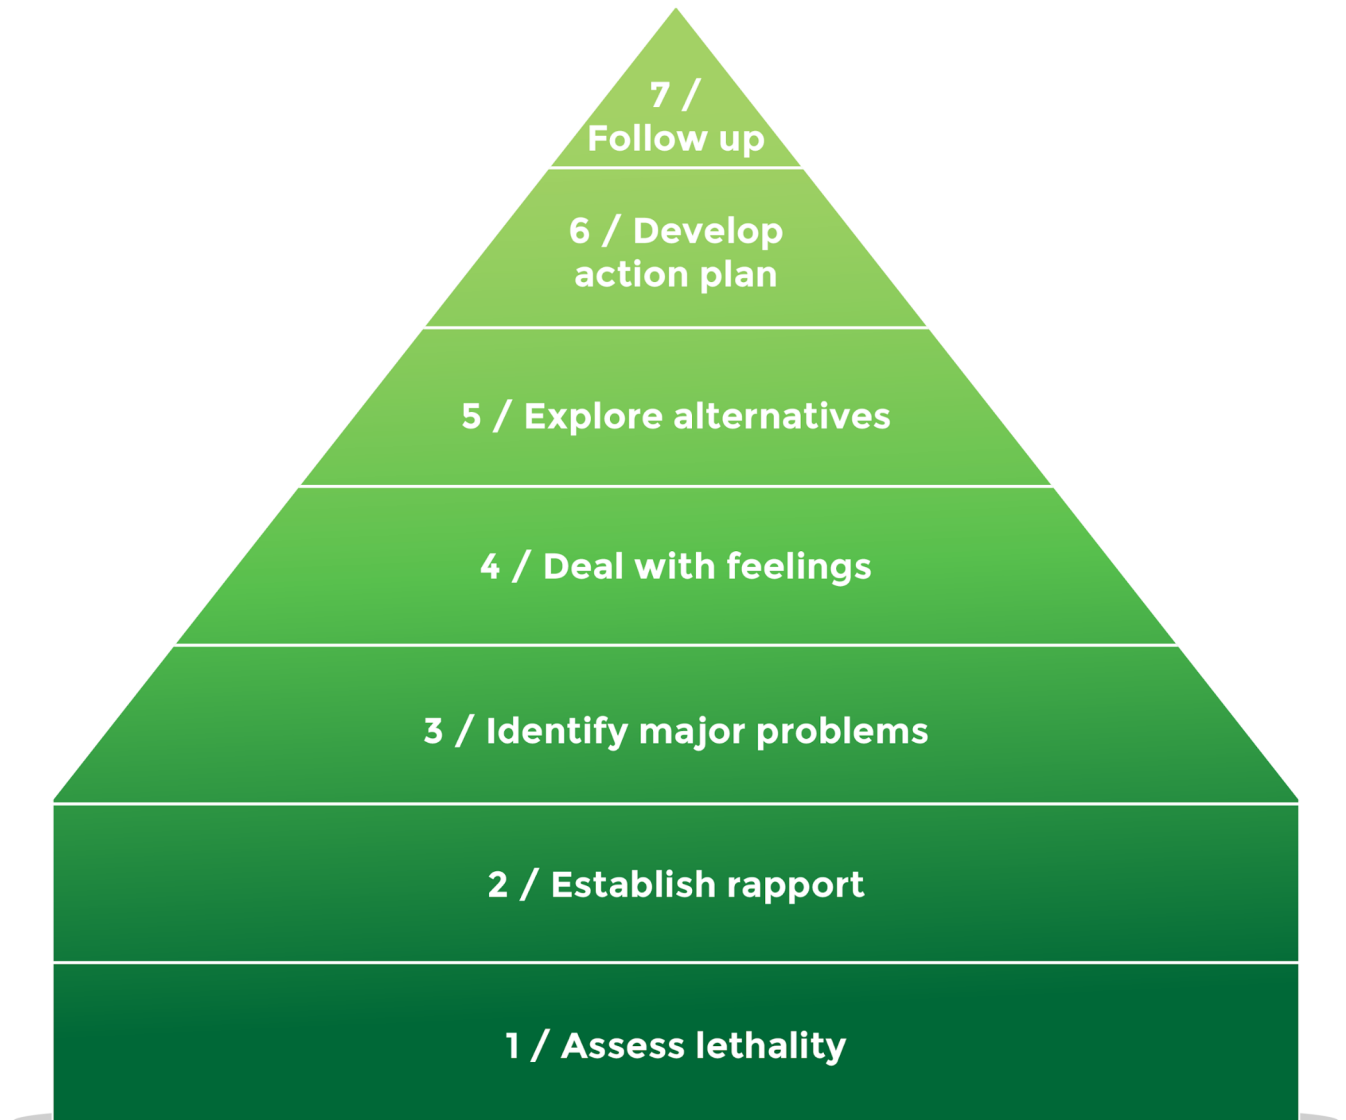 7 /
Follow up
6 / Develop
action plan
5 / Explore alternatives
4 / Deal with feelings
3 / Identify major problems
2 / Establish rapport
1 / Assess lethality